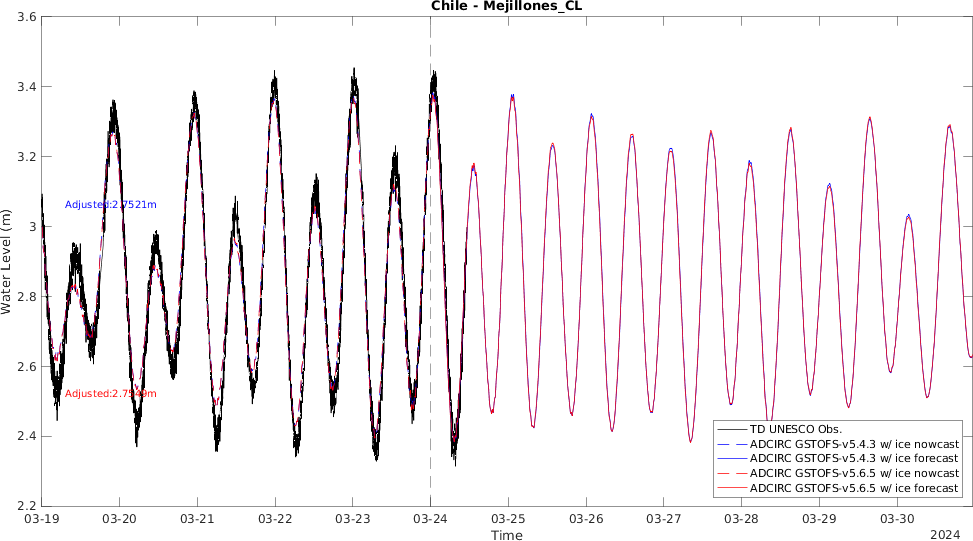 Chile - Mejillones_CL
3.6
3.4
3.2
3
2.8
2.6
2.4
2.2
Water Level (m)
Adjusted:2.7521m
Adjusted:2.7549m
TD UNESCO Obs.
ADCIRC GSTOFS-v5.4.3 w/ ice nowcast
ADCIRC GSTOFS-v5.4.3 w/ ice forecast
ADCIRC GSTOFS-v5.6.5 w/ ice nowcast
ADCIRC GSTOFS-v5.6.5 w/ ice forecast
03-19 03-20 03-21 03-22 03-23 03-24 03-25 03-26 03-27 03-28 03-29 03-30
Time
2024